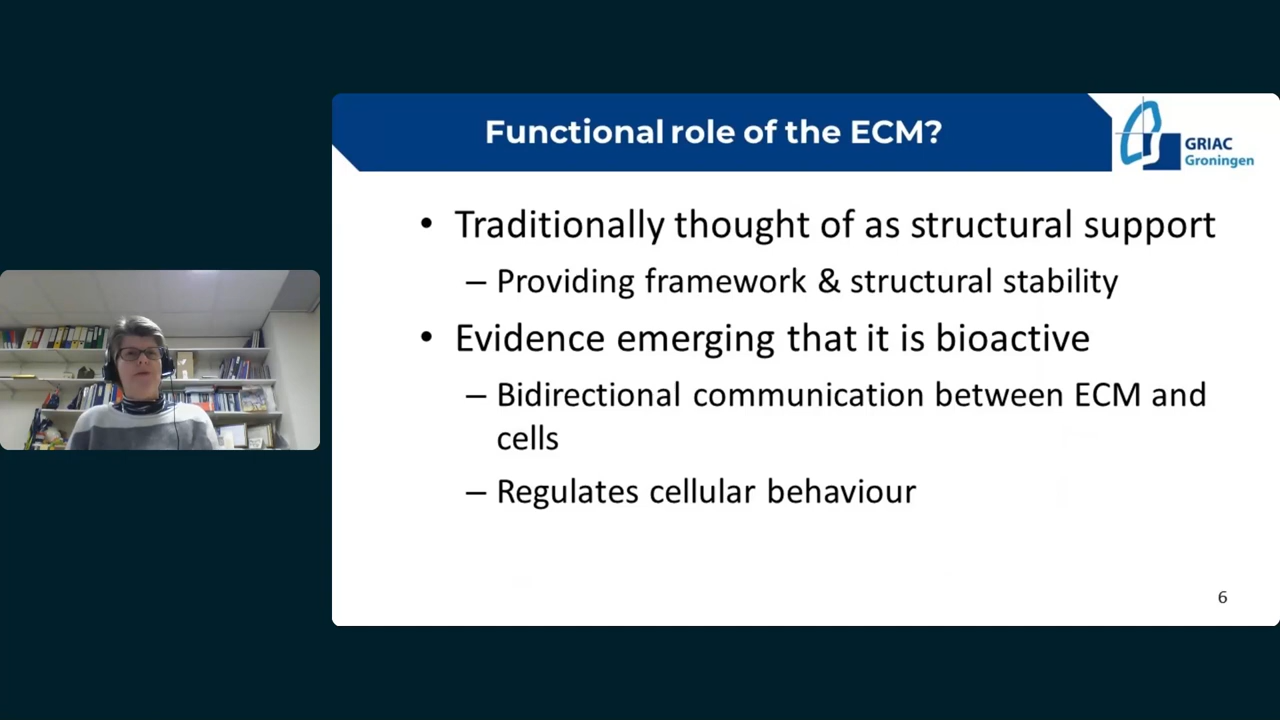 Functional role of the ECM?
GRIAC
Groningen
• Traditionally thought of as structural support
– Providing framework & structural stability
• Evidence emerging that it is bioactive
– Bidirectional communication between ECM and
cells
– Regulates cellular behaviour
6